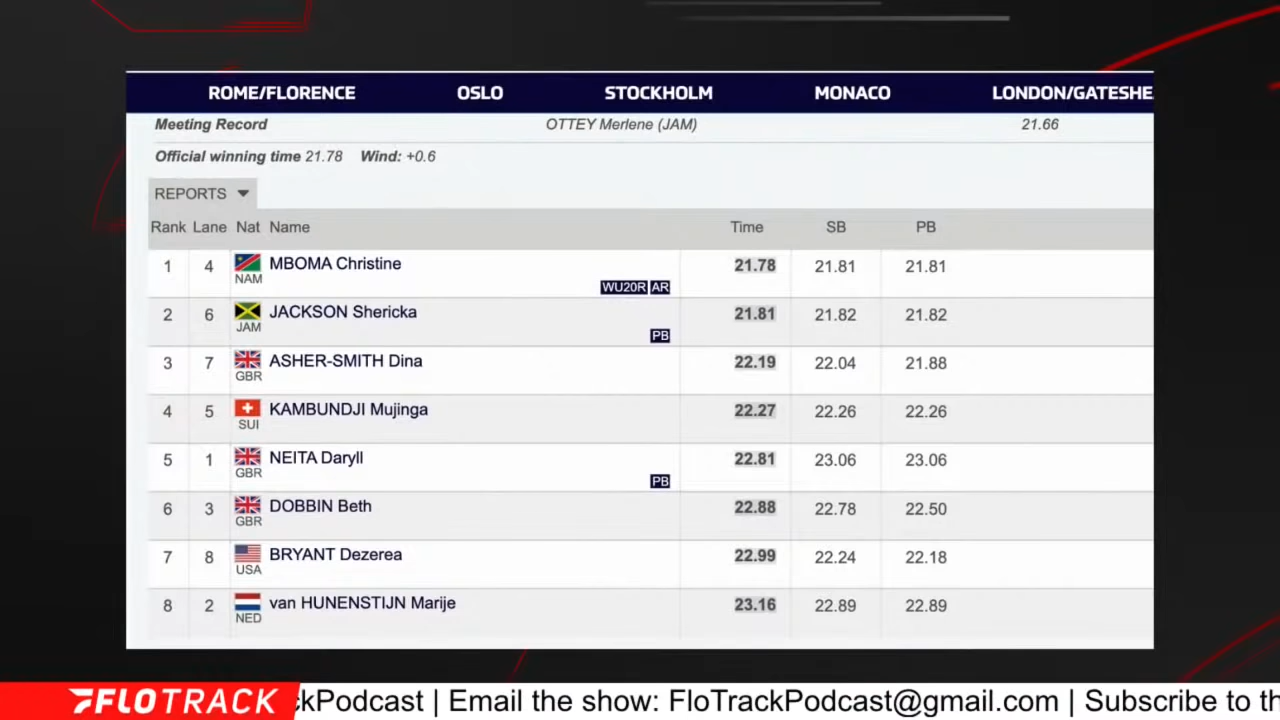 ROME/FLORENCE OSLO STOCKHOLM MONACO LONDON/GATESHE
Meeting Record OTTEY Merlene (JAM) 21.66
Official winning time 21.78 Wind: +0.6
REPORTS
Rank Lane Nat Name Time SB PB
1 4 NAM MBOMA Christine WU20R AR 21.78 21.81 21.81
2 6 JAM JACKSON Shericka PB 21.81 21.82 21.82
3 7 GBR ASHER-SMITH Dina 22.19 22.04 21.88
4 5 SUI KAMBUNDJI Mujinga 22.27 22.26 22.26
5 1 GBR NEITA Daryll PB 22.81 23.06 23.06
6 3 GBR DOBBIN Beth 22.88 22.78 22.50
7 8 USA BRYANT Dezerea 22.99 22.24 22.18
8 2 NED van HUNENSTIJN Marije 23.16 22.89 22.89
FLOTRACK ckPodcast | Email the show: FloTrackPodcast@gmail.com | Subscribe to th